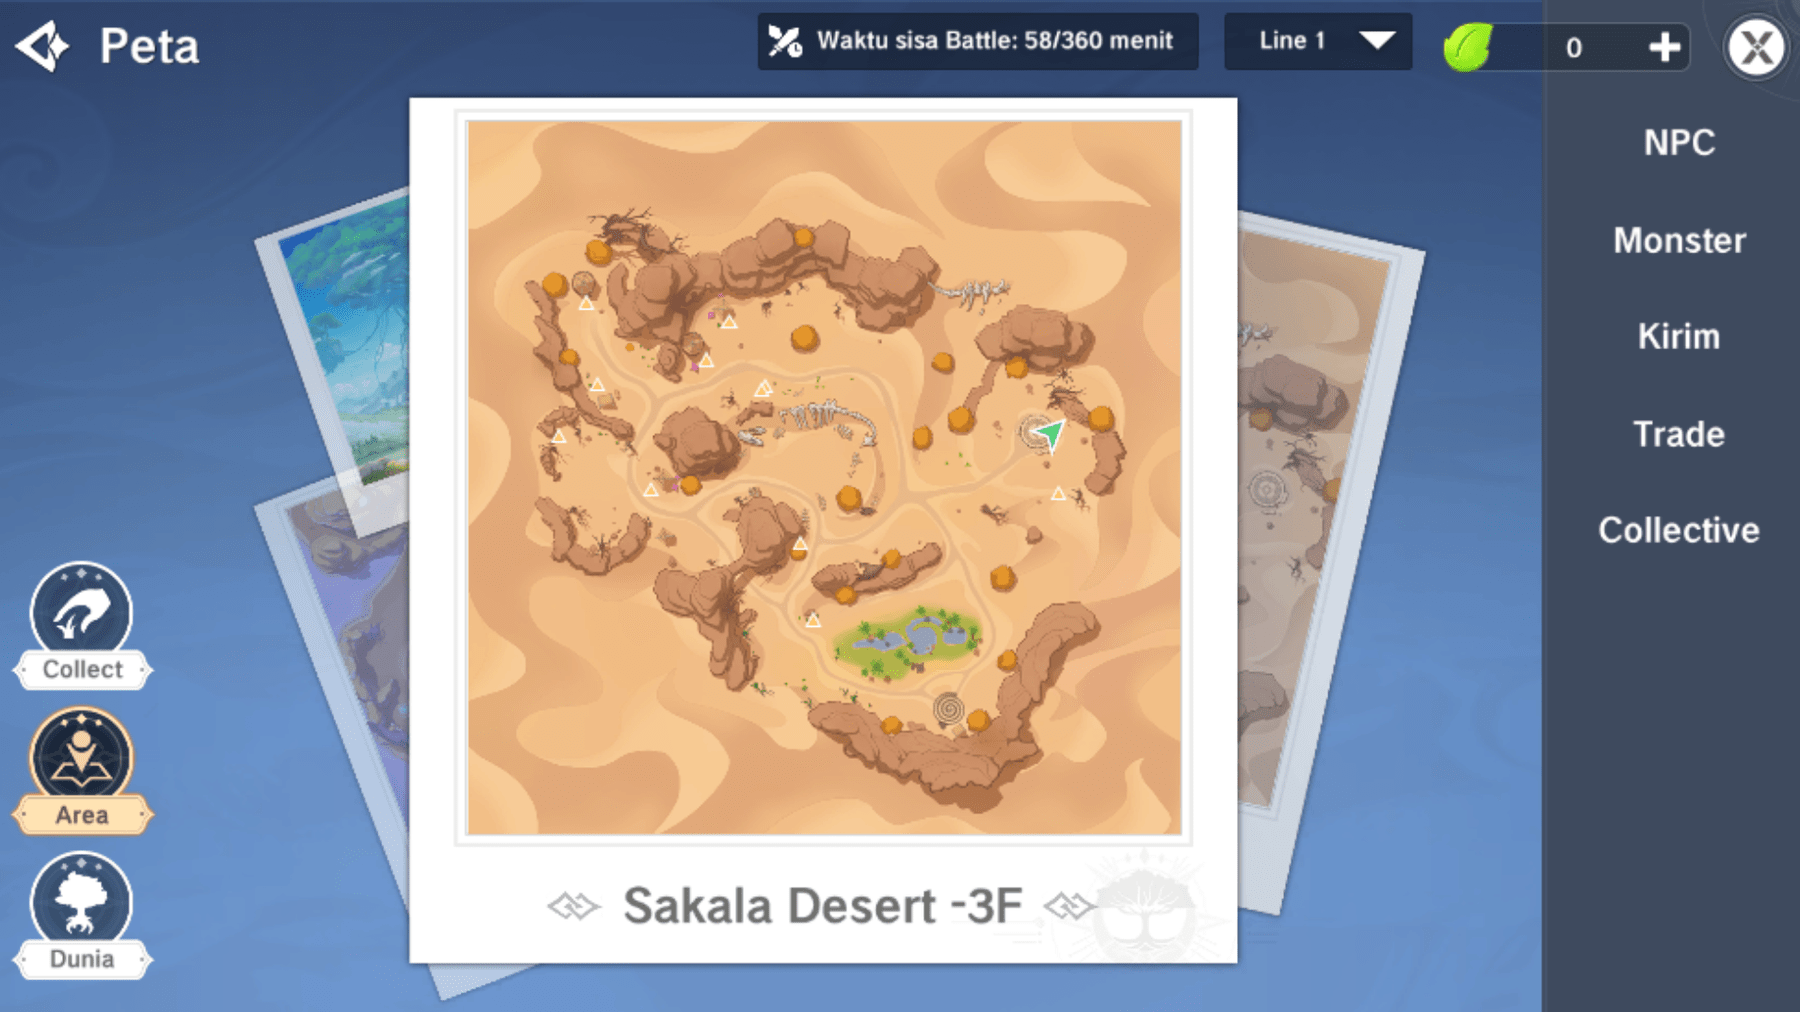 Peta
Waktu sisa Battle: 58/360 menit
Line 1
0
NPC
Monster
Kirim
Trade
Collective
Collect
Area
Dunia
Sakala Desert -3F